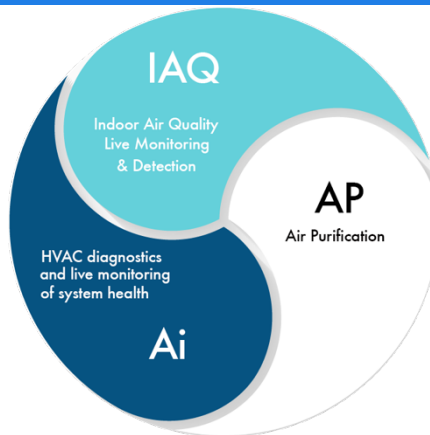 IAQ
Indoor Air Quality
Live Monitoring
& Detection
AP
Air Purification
HVAC diagnostics
and live monitoring
of system health
Ai